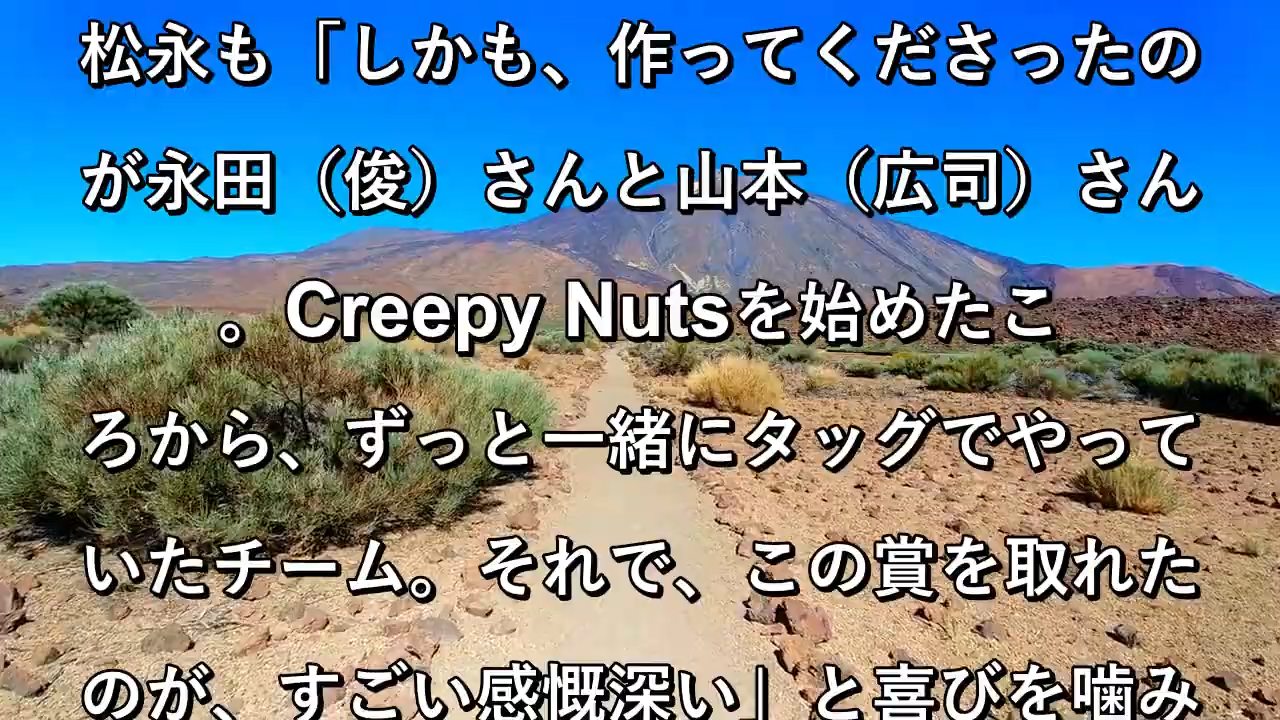 松永も「しかも、作ってくださったの
が永田（俊）さんと山本（広司）さん
。Creepy Nutsを始めたこ
ろから、ずっと一緒にタッグでやって
いたチーム。それで、この賞を取れた
のが、すごい感慨深い」と喜びを噛み